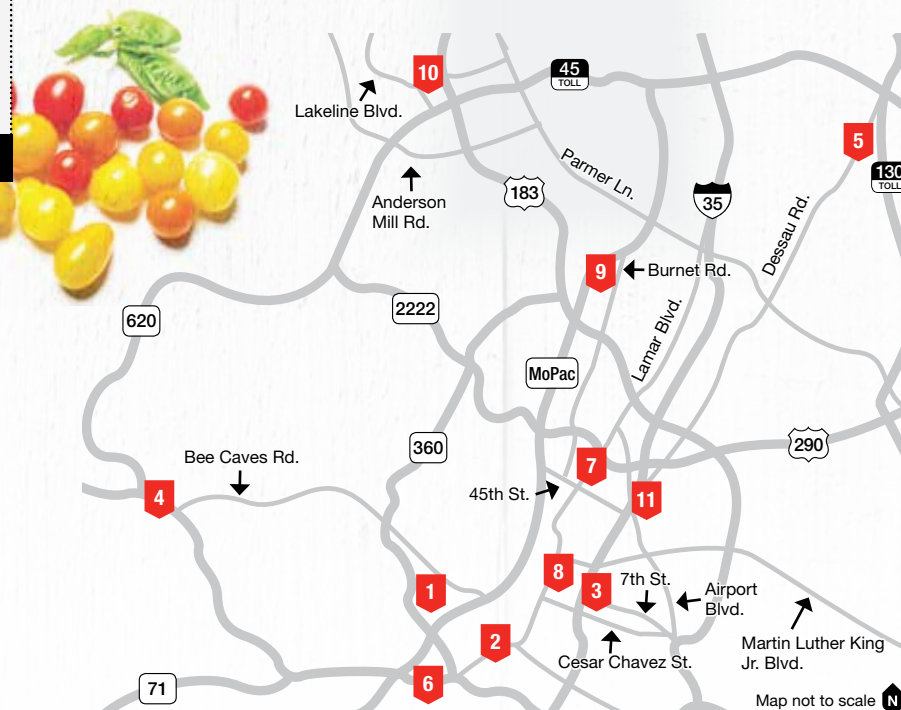 10
45
TOLL
Lakeline Blvd.
5
Parmer Ln.
130
TOLL
183
35
Anderson
Mill Rd.
Dessau Rd.
9
Burnet Rd.
2222
620
Lamar Blvd.
MoPac
360
290
Bee Caves Rd.
7
4
45th St.
11
8
7th St.
3
1
Airport
Blvd.
2
Martin Luther King
Jr. Blvd.
Cesar Chavez St.
6
71
Map not to scale
N